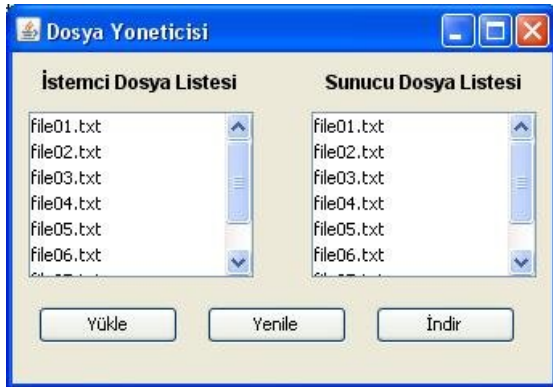 Dosya Yoneticisi
İstemci Dosya Listesi
file01.txt
file02.txt
file03.txt
file04.txt
file05.txt
file06.txt
Sunucu Dosya Listesi
file01.txt
file02.txt
file03.txt
file04.txt
file05.txt
file06.txt
Yükle
Yenile
İndir